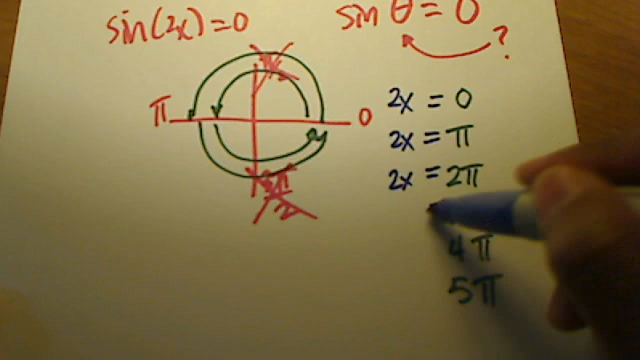 sin(2x)=0
sin θ = 0
?
π
0
2x = 0
2x = π
2x = 2π
4π
5π